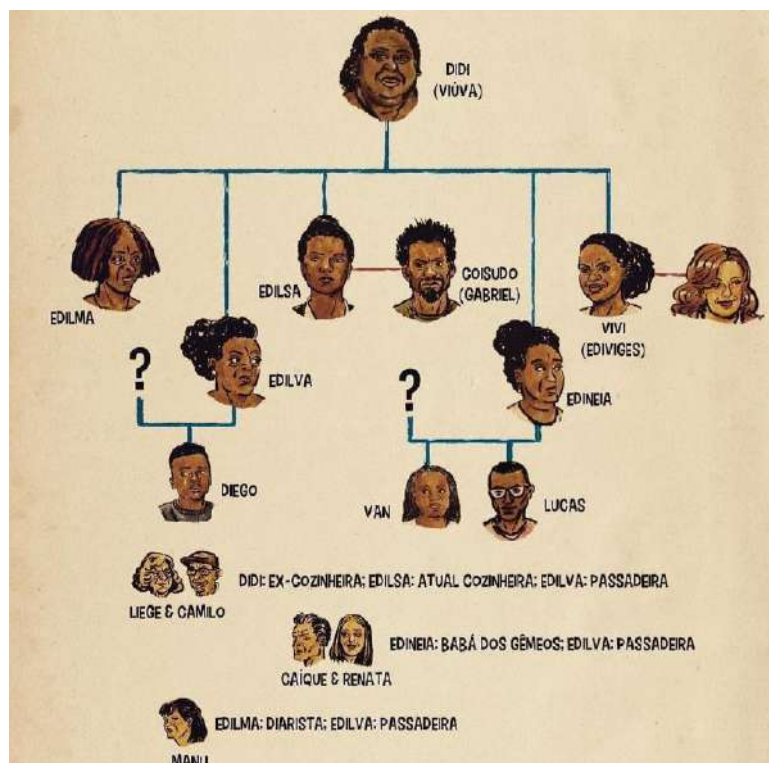 DIDI
(VIÚVA)
EDILMA
EDILSA
COISUDO
(GABRIEL)
VIVI
(EDIVIGES)
?
EDILVA
?
EDINEIA
DIEGO
VAN
LUCAS
LIEGE & CAMILO
DIDI: EX-COZINHEIRA; EDILSA: ATUAL COZINHEIRA; EDILVA: PASSADEIRA
CAÍQUE & RENATA
EDINEIA: BABÁ DOS GÊMEOS; EDILVA: PASSADEIRA
EDILMA: DIARISTA; EDILVA: PASSADEIRA
MANU